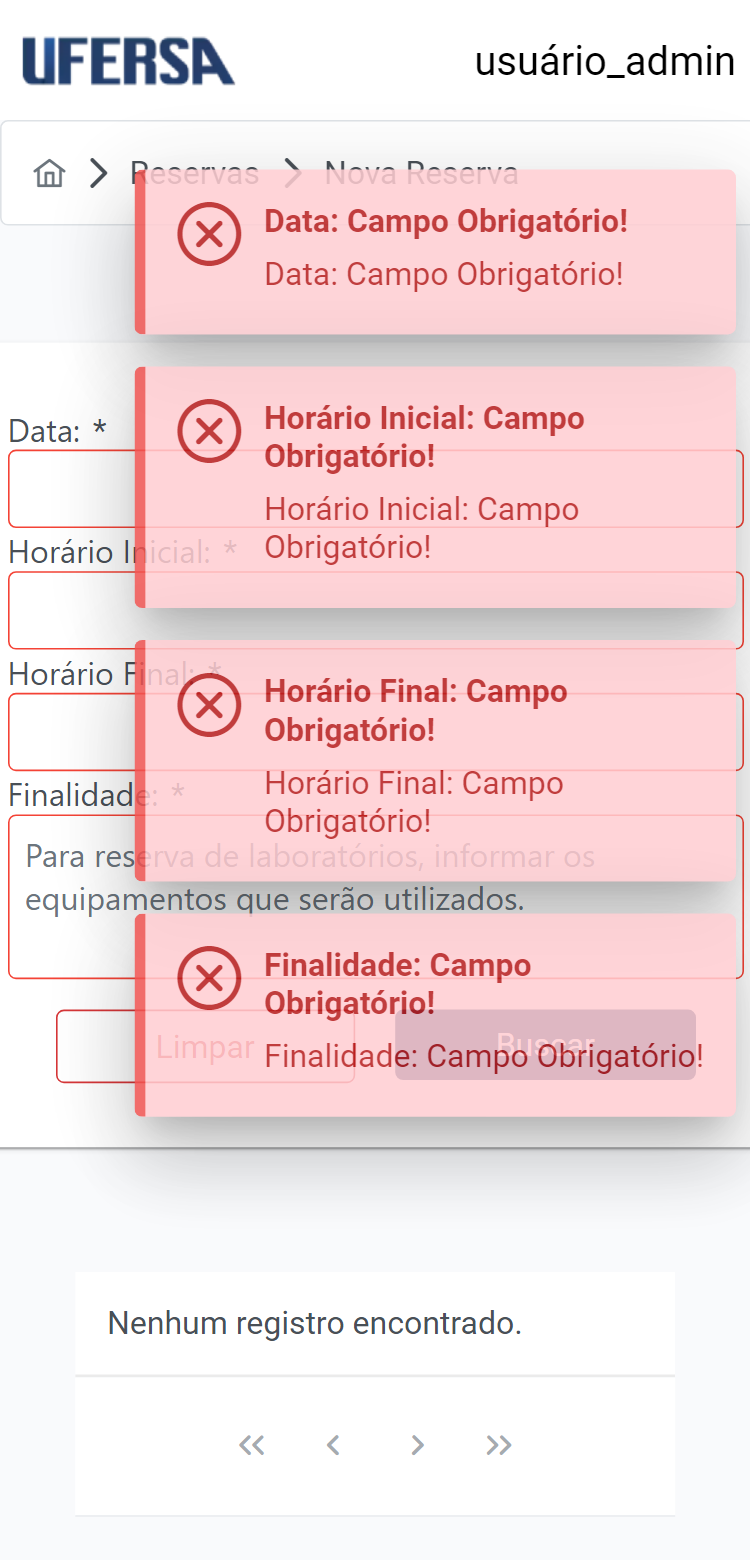 UFERSA
usuário_admin
Reservas
Nova Reserva
Data: Campo Obrigatório!
Data: Campo Obrigatório!
Data: *
Horário Inicial: Campo
Obrigatório!
Horário Inicial: Campo
Obrigatório!
Horário Inicial: *
Horário Final: *
Horário Final: Campo
Obrigatório!
Horário Final: Campo
Obrigatório!
Finalidade: *
Para reserva de laboratórios, informar os
equipamentos que serão utilizados.
Finalidade: Campo
Obrigatório!
Finalidade: Campo Obrigatório!
Limpar
Buscar
Nenhum registro encontrado.